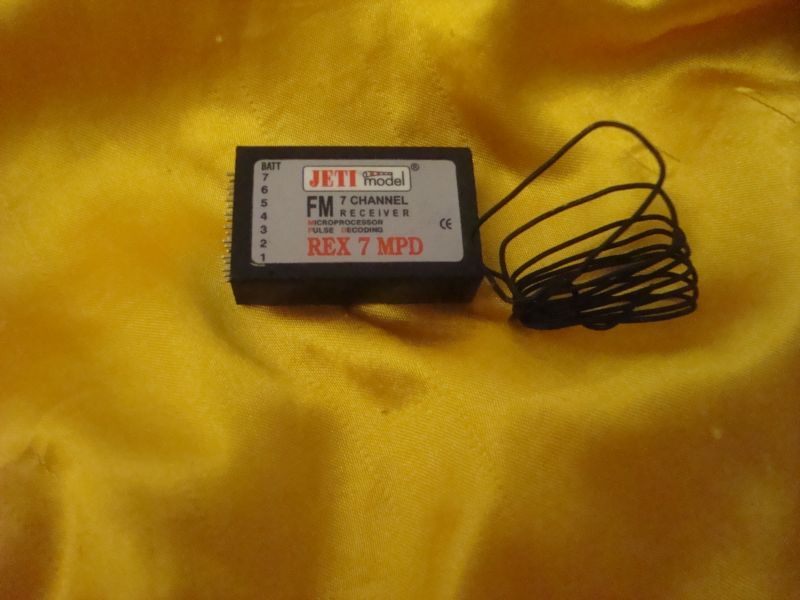 BATT
7
6
5
4
3
2
1
JETI model ®
FM 7 CHANNEL
RECEIVER
MICROPROCESSOR
PULSE DECODING
REX 7 MPD
CE